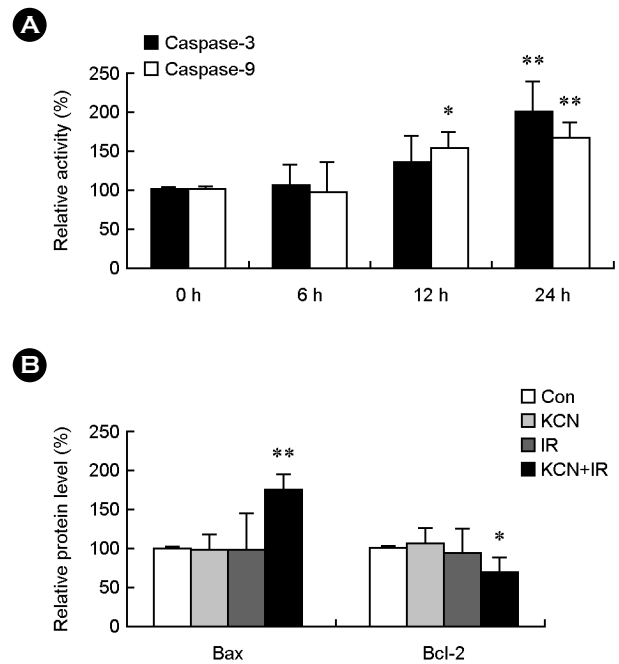 A
Caspase-3
Caspase-9
Relative activity (%)
250
200
150
100
50
0
*
**
**
0 h 6 h 12 h 24 h
B
Con
KCN
IR
KCN+IR
Relative protein level (%)
250
200
150
100
50
0
**
*
Bax Bcl-2